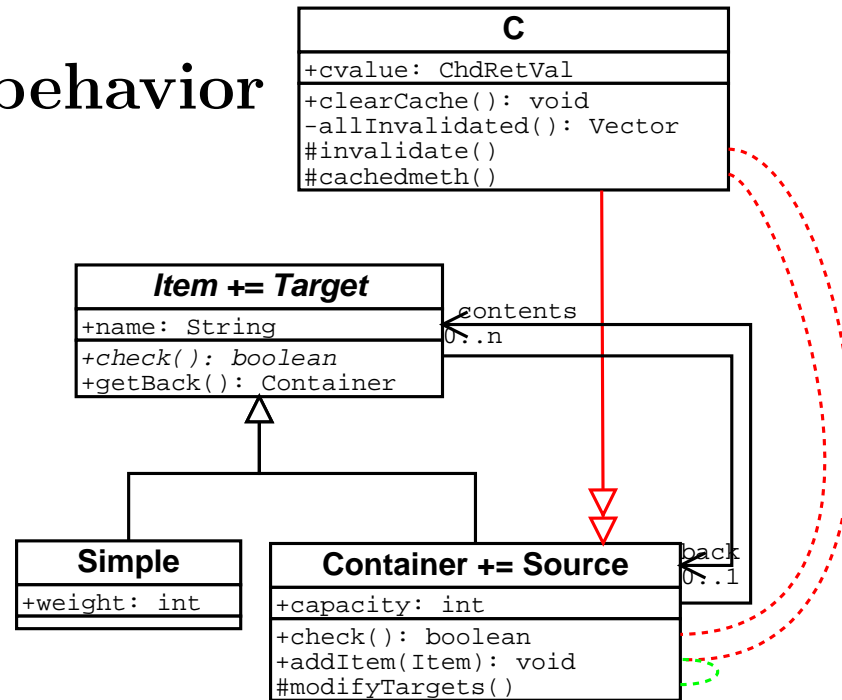 behavior
C
+cvalue: ChdRetVal
+clearCache(): void
-allInvalidated(): Vector
#invalidate()
#cachedmeth()
Item += Target
+name: String
+check(): boolean
+getBack(): Container
contents
0..n
Simple
+weight: int
Container += Source
+capacity: int
+check(): boolean
+addItem(Item): void
#modifyTargets()
back
0..1